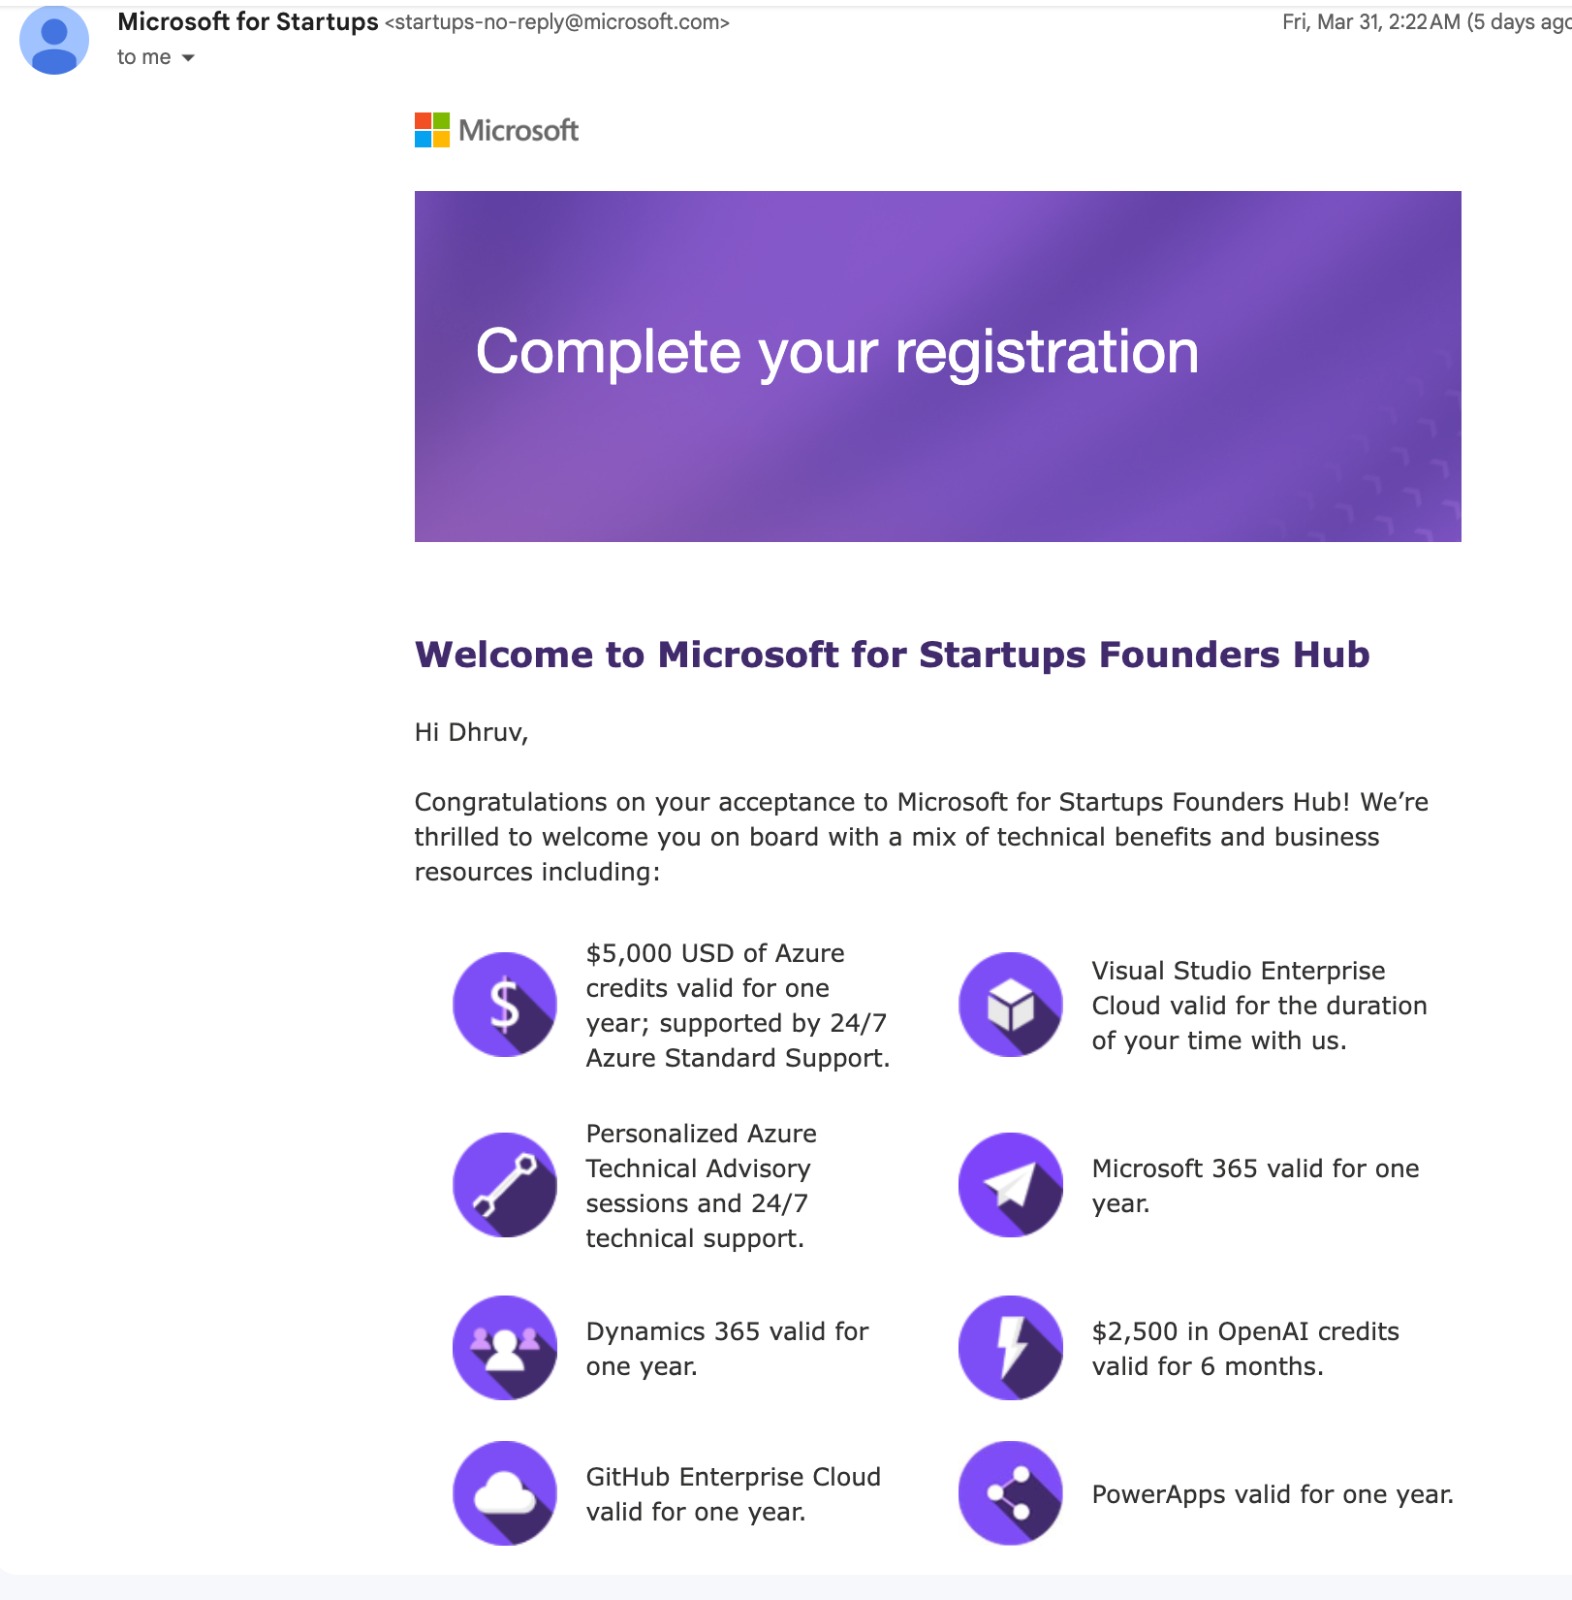 Microsoft for Startups <startups-no-reply@microsoft.com>
Fri, Mar 31, 2:22 AM (5 days ago
to me
Microsoft
Complete your registration
Welcome to Microsoft for Startups Founders Hub
Hi Dhruv,
Congratulations on your acceptance to Microsoft for Startups Founders Hub! We’re
thrilled to welcome you on board with a mix of technical benefits and business
resources including:
$5,000 USD of Azure
credits valid for one
year; supported by 24/7
Azure Standard Support.
Visual Studio Enterprise
Cloud valid for the duration
of your time with us.
Personalized Azure
Technical Advisory
sessions and 24/7
technical support.
Microsoft 365 valid for one
year.
Dynamics 365 valid for
one year.
$2,500 in OpenAI credits
valid for 6 months.
GitHub Enterprise Cloud
valid for one year.
PowerApps valid for one year.